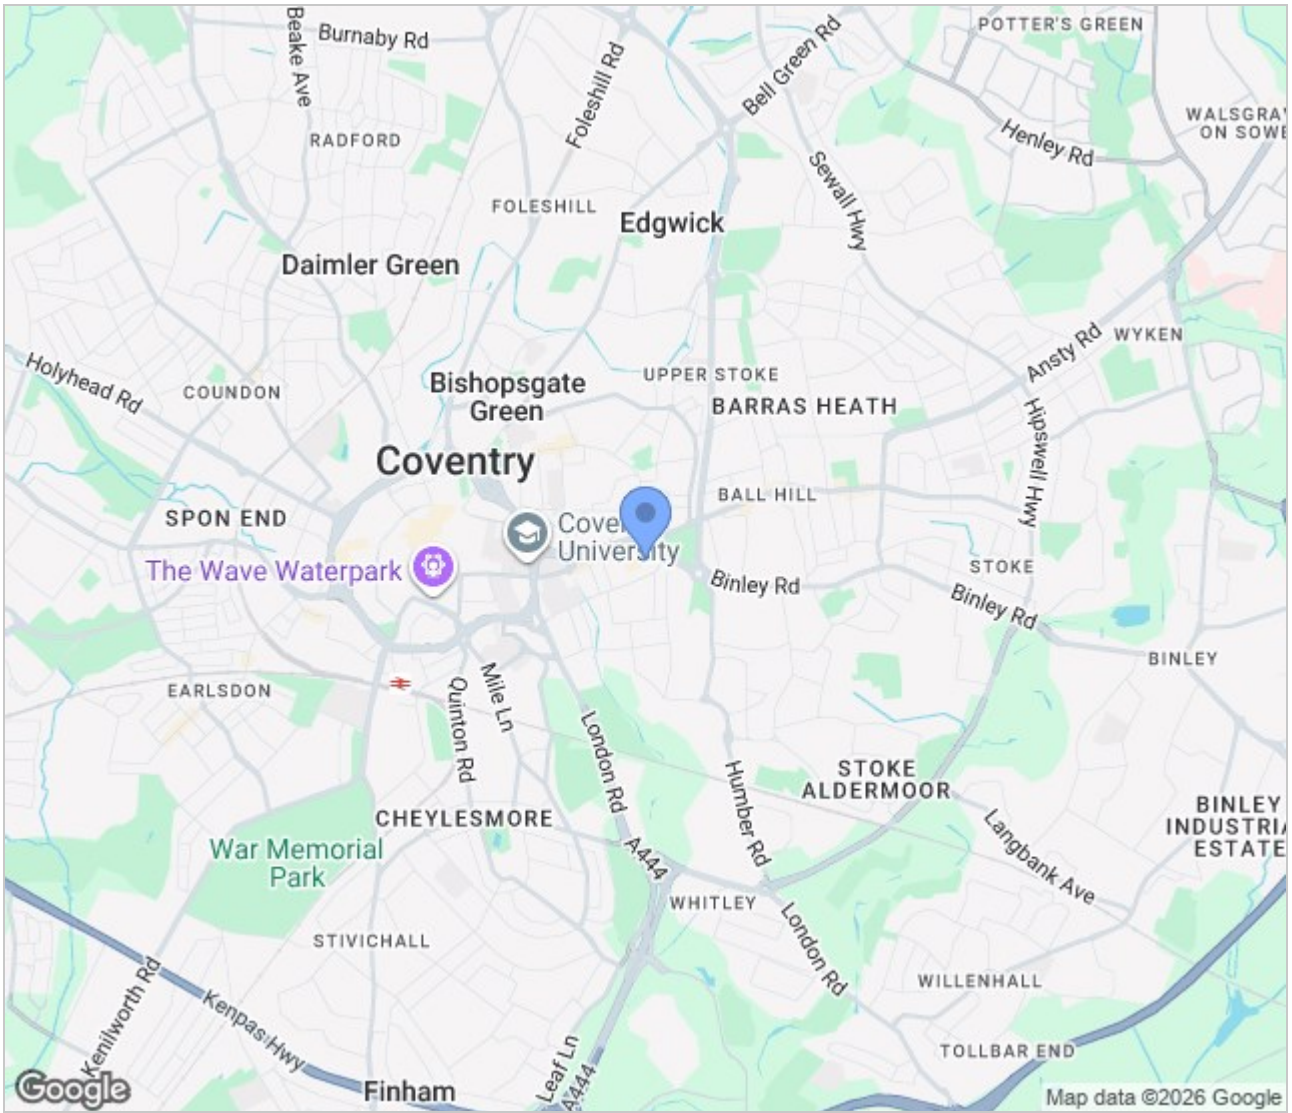 Beake Ave
Burnaby Rd
Foleshill Rd
Bell Green Rd
POTTER'S GREEN
WALSGRA
ON SOWE
Henley Rd
RADFORD
Sewall Hwy
FOLESHILL
Edgwick
Daimler Green
WYKEN
Ansty Rd
Holyhead Rd
COUNDON
Bishopsgate
Green
UPPER STOKE
BARRAS HEATH
Hipswell Hwy
Coventry
BALL HILL
SPON END
Cove
University
The Wave Waterpark
STOKE
Binley Rd
Binley Rd
BINLEY
EARLSDON
Mile Ln
Quinton Rd
London Rd
Humber Rd
STOKE
ALDERMOOR
CHEYLESMORE
Langbank Ave
BINLEY
INDUSTRIA
ESTATE
War Memorial
Park
A444
WHITLEY
London Rd
STIVICHALL
WILLENHALL
Kenilworth Rd
Kenpas Hwy
Leaf Ln
A444
TOLLBAR END
Finham
Google
Map data ©2026 Google